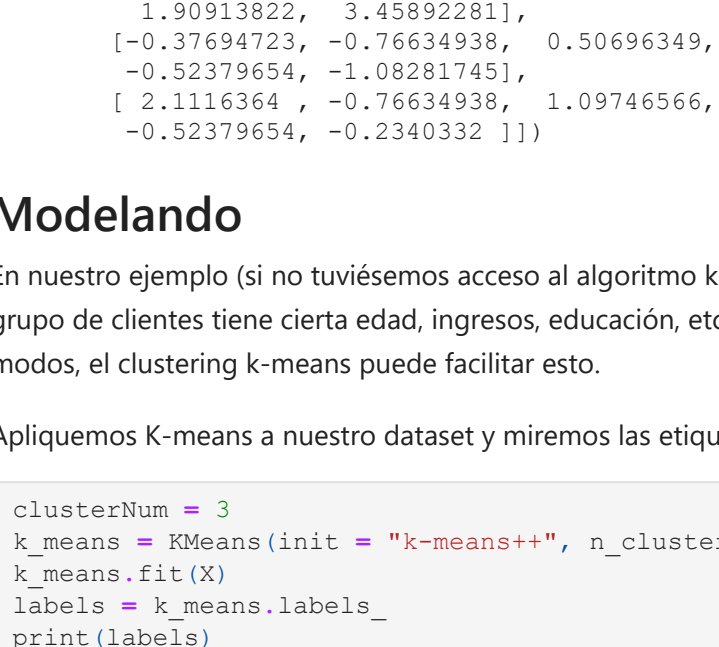 1.90913822, 3.45892281],
[-0.37694723, -0.76634938, 0.50696349,
-0.52379654, -1.08281745],
[ 2.1116364 , -0.76634938, 1.09746566,
-0.52379654, -0.2340332 ]])
Modelando
En nuestro ejemplo (si no tuviésemos acceso al algoritmo k
grupo de clientes tiene cierta edad, ingresos, educación, etc
modos, el clustering k-means puede facilitar esto.
Apliquemos K-means a nuestro dataset y miremos las etiqu
clusterNum = 3
k_means = KMeans(init = "k-means++", n_cluster
k_means.fit(X)
labels = k_means.labels_
print(labels)